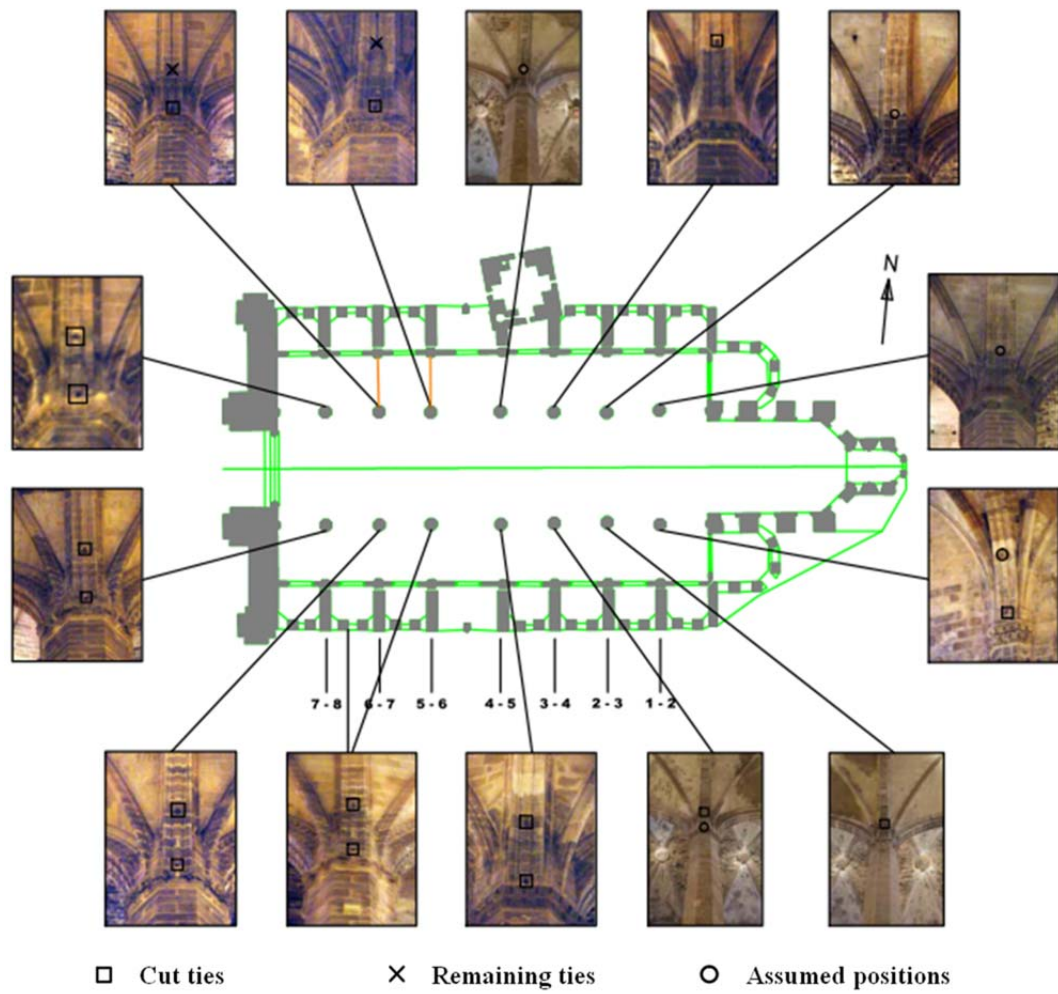 N
7 - 8 6 - 7 5 - 6 4 - 5 3 - 4 2 - 3 1 - 2
Cut ties Remaining ties Assumed positions